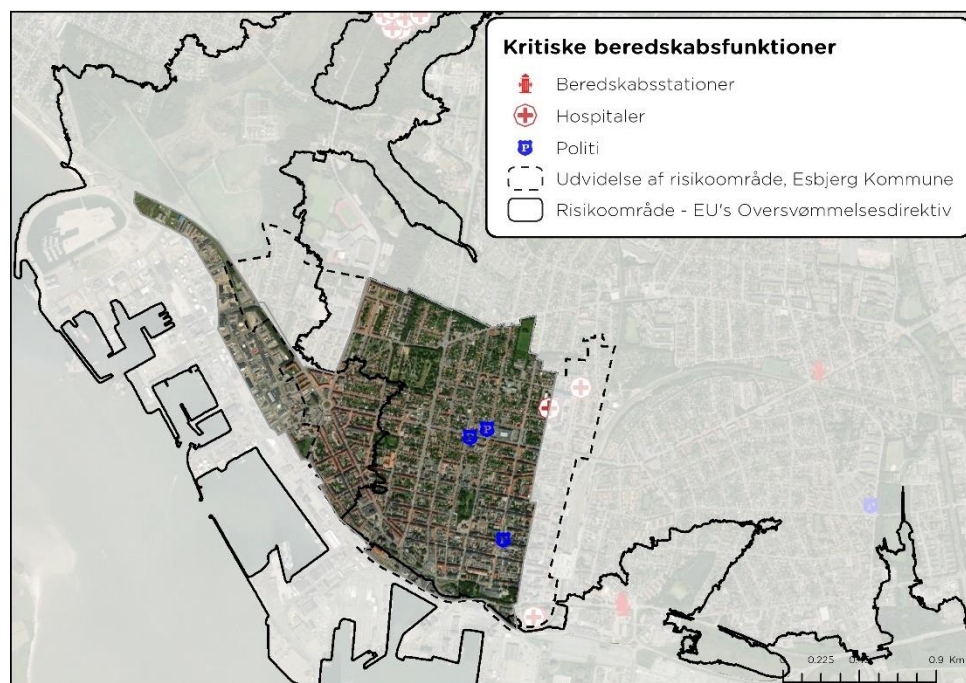 Kritiske beredskabsfunktioner
Beredskabsstationer
Hospitaler
P Politi
Udvidelse af risikoområde, Esbjerg Kommune
Risikoområde - EU's Oversvømmelsesdirektiv
P P
P
P
0.225 0.9 Km